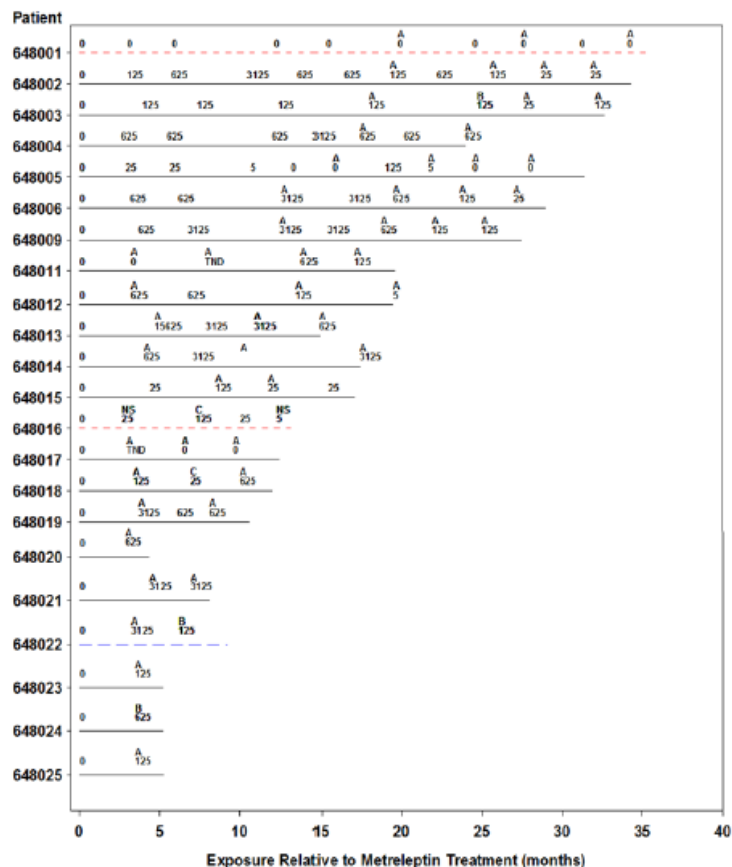 Patient
A A A
648001 0 0 0 0 0 0 0 0 0 0
A A A A
648002 0 125 625 3125 625 625 125 625 125 25 25
A B A A
648003 0 125 125 125 125 125 25 125
A A
648004 0 625 625 625 3125 625 625 625
A A A A
648005 0 25 25 5 0 0 125 5 0 0
A A A A
648006 0 625 625 3125 3125 625 125 25
A A A A
648009 0 625 3125 3125 3125 625 125 125
A A A A
648011 0 0 TND 625 125
A A A
648012 0 625 625 125 5
A A A
648013 0 15625 3125 3125 625
A A A
648014 0 625 3125 3125
A A
648015 0 25 125 25 25
NS C NS
648016 0 25 125 25 5
A A A
648017 0 TND 0 0
A C A
648018 0 125 25 625
A A
648019 0 3125 625 625
A
648020 0 625
A A
648021 0 3125 3125
A B
648022 0 3125 125
A
648023 0 125
B
648024 0 625
A
648025 0 125
0 5 10 15 20 25 30 35 40
Exposure Relative to Metreleptin Treatment (months)